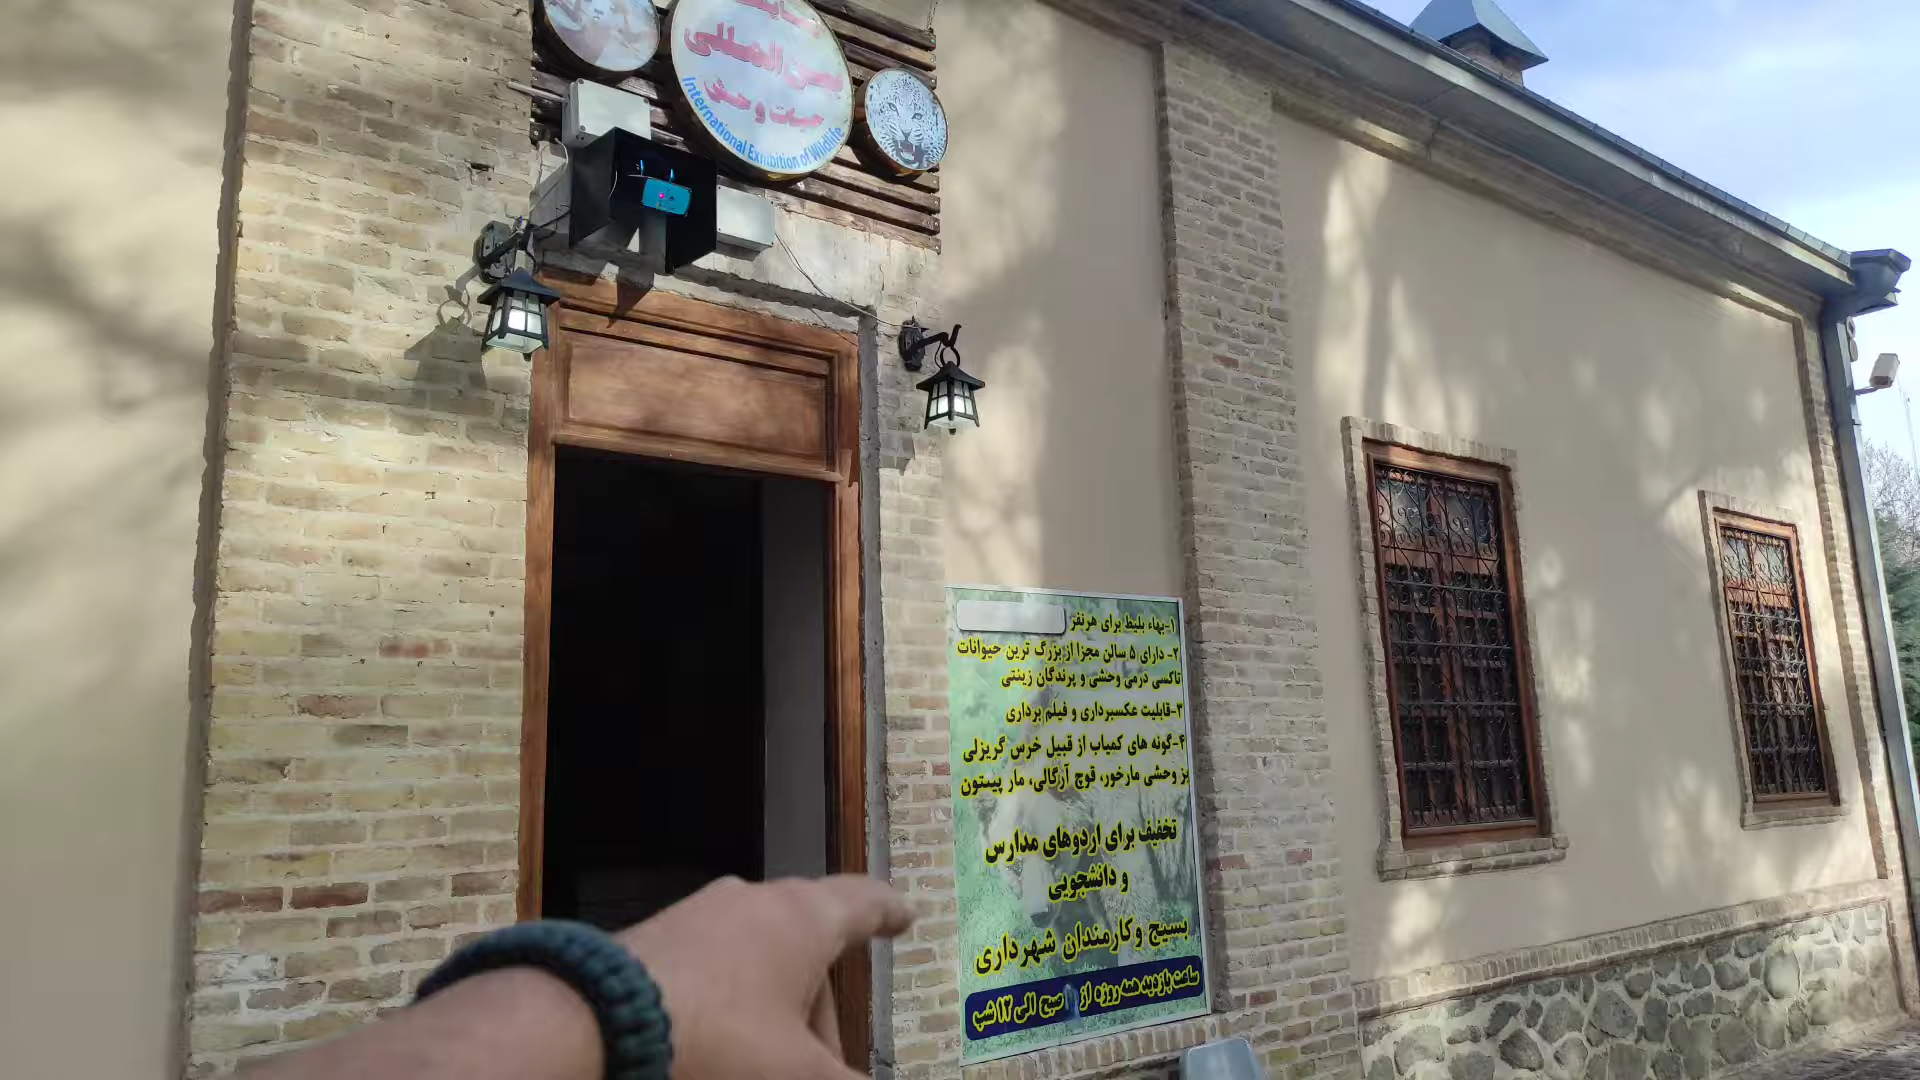 بین المللی
حیات وحش
International Exhibition of Wildlife
۱-بهاء بلیط برای هرنفر
۲- دارای ۵ سالن مجزا از بزرگ ترین حیوانات
تاکسی درمی وحشی و پرندگان زینتی
۳-قابلیت عکسبرداری و فیلم برداری
۴-گونه های کمیاب از قبیل خرس گریزلی
بز وحشی مارخور، قوچ آرگالی، مار پیتون
تخفیف برای اردوهای مدارس
و دانشجویی
بسیج وکارمندان شهرداری
ساعت بازدید همه روزه از صبح الی ۱۲ شب